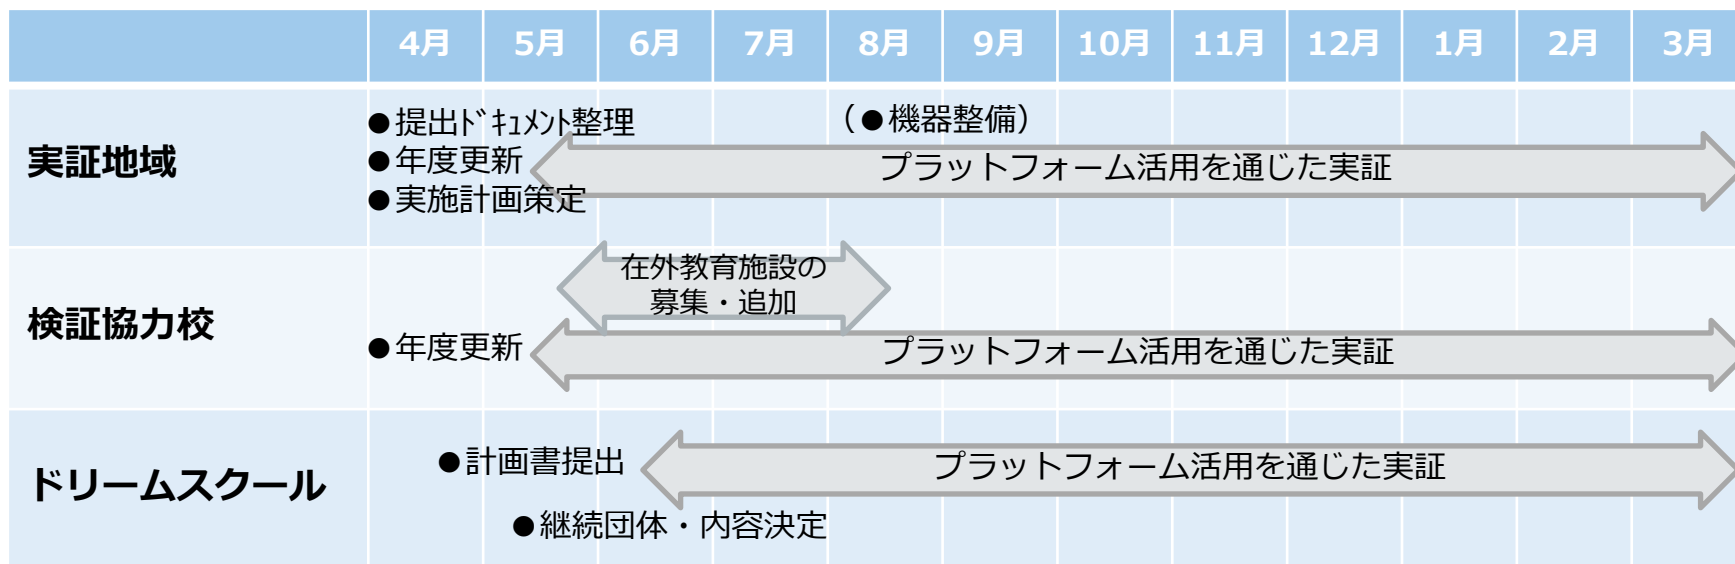 4月 5月 6月 7月 8月 9月 10月 11月 12月 1月 2月 3月
実証地域
●提出ﾄﾞｷｭﾒﾝﾄ整理
●年度更新
●実施計画策定
（●機器整備）
プラットフォーム活用を通じた実証
検証協力校
在外教育施設の
募集・追加
●年度更新
プラットフォーム活用を通じた実証
ドリームスクール
●計画書提出
プラットフォーム活用を通じた実証
●継続団体・内容決定